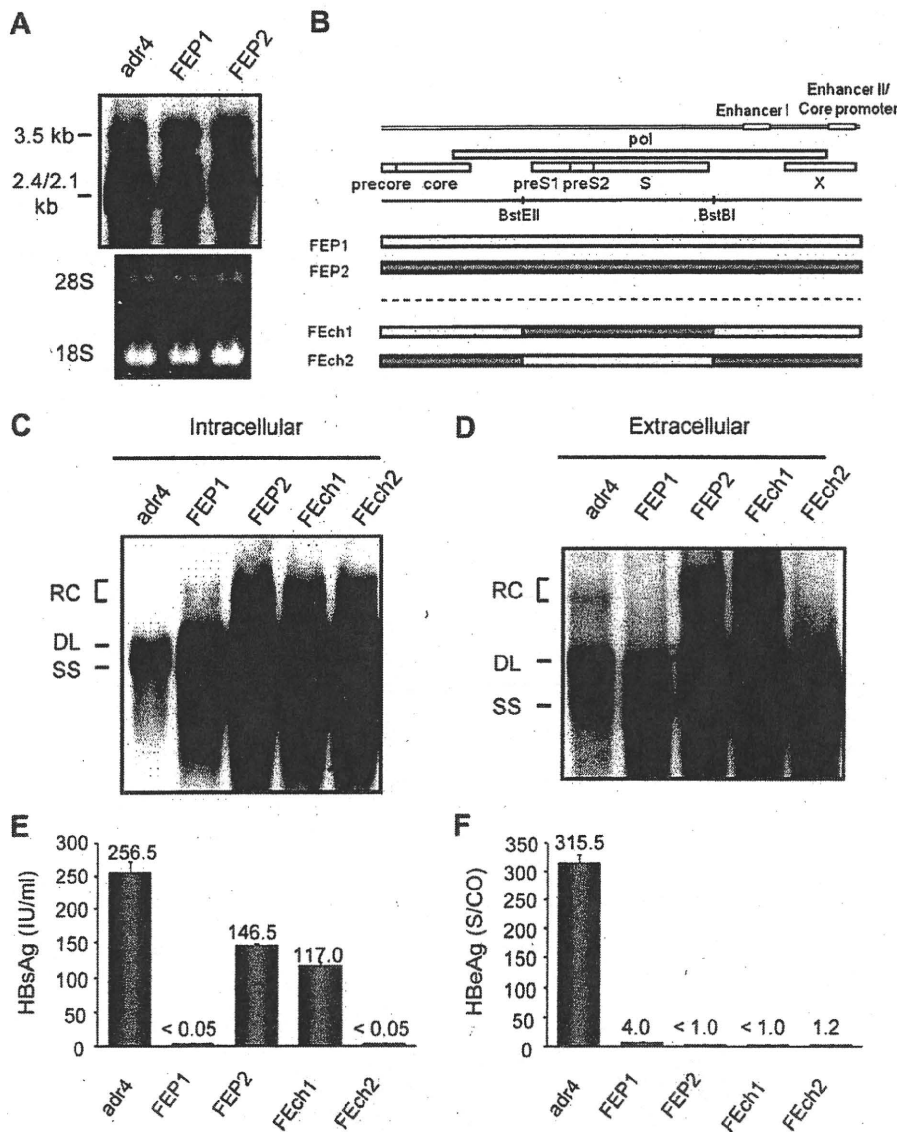 A
adr4
FEP1
FEP2
3.5 kb
2.4/2.1
kb
28S
18S
B
Enhancer I
Enhancer II/
Core promoter
pol
precore
core
preS1
preS2
S
X
BstEII
BstBI
FEP1
FEP2
FEch1
FEch2
C
Intracellular
adr4
FEP1
FEP2
FEch1
FEch2
RC
DL
SS
D
Extracellular
adr4
FEP1
FEP2
FEch1
FEch2
RC
DL
SS
E
HBsAg (IU/ml)
300
250
200
150
100
50
0
256.5
< 0.05
146.5
117.0
< 0.05
adr4
FEP1
FEP2
FEch1
FEch2
F
HBeAg (S/CO)
350
300
250
200
150
100
50
0
315.5
4.0
< 1.0
< 1.0
1.2
adr4
FEP1
FEP2
FEch1
FEch2